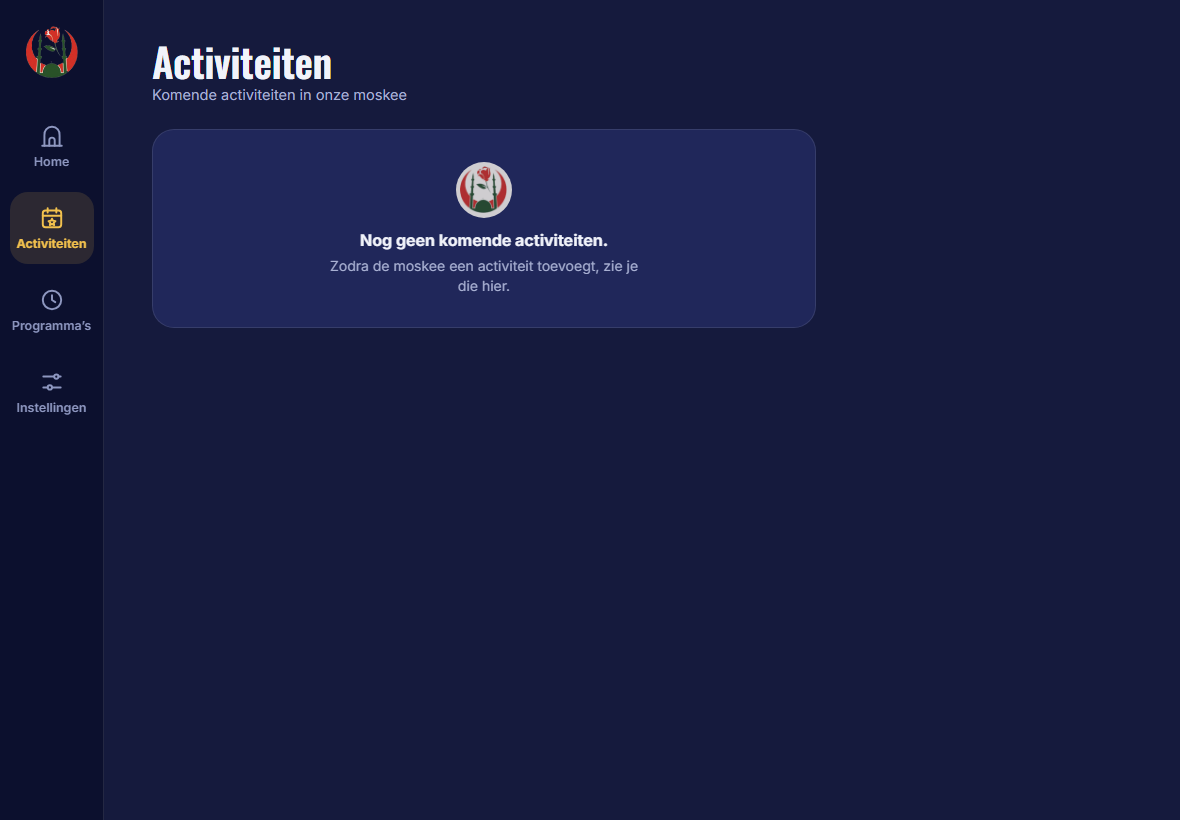 Activiteiten
Komende activiteiten in onze moskee
Home
Activiteiten
Programma's
Instellingen
Nog geen komende activiteiten.
Zodra de moskee een activiteit toevoegt, zie je
die hier.